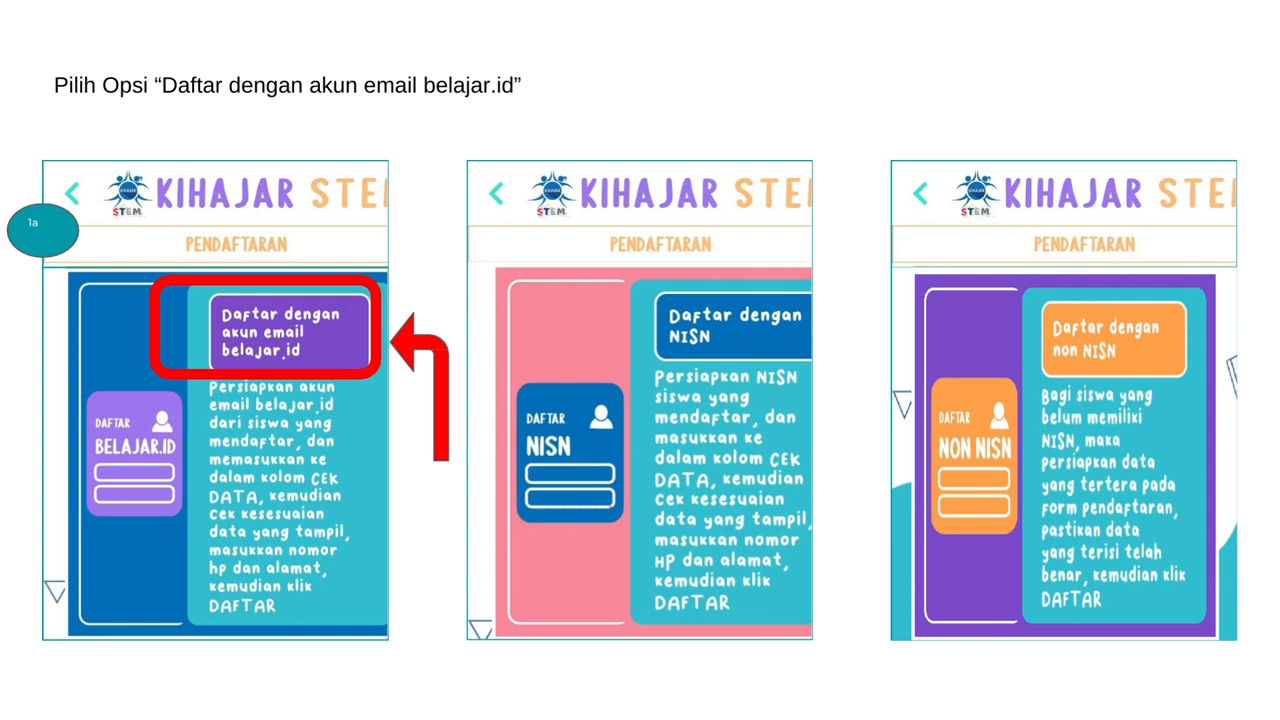 Pilih Opsi “Daftar dengan akun email belajar.id”
1a
KIHAJAR
STEM
KIHAJAR STEM
PENDAFTARAN
Daftar dengan
akun email
belajar.id
DAFTAR
BELAJAR.ID
Persiapkan akun
email belajar.id
dari siswa yang
mendaftar, dan
memasukkan ke
dalam kolom CEK
DATA, kemudian
cek kesesuaian
data yang tampil,
masukkan nomor
hp dan alamat,
kemudian klik
DAFTAR
KIHAJAR
STEM
KIHAJAR STEM
PENDAFTARAN
Daftar dengan
NISN
DAFTAR
NISN
Persiapkan NISN
siswa yang
mendaftar, dan
masukkan ke
dalam kolom CEK
DATA, kemudian
cek kesesuaian
data yang tampil,
masukkan nomor
HP dan alamat,
kemudian klik
DAFTAR
KIHAJAR
STEM
KIHAJAR STEM
PENDAFTARAN
Daftar dengan
non NISN
DAFTAR
NON NISN
Bagi siswa yang
belum memiliki
NISN, maka
persiapkan data
yang tertera pada
form pendaftaran,
pastikan data
yang terisi telah
benar, kemudian klik
DAFTAR